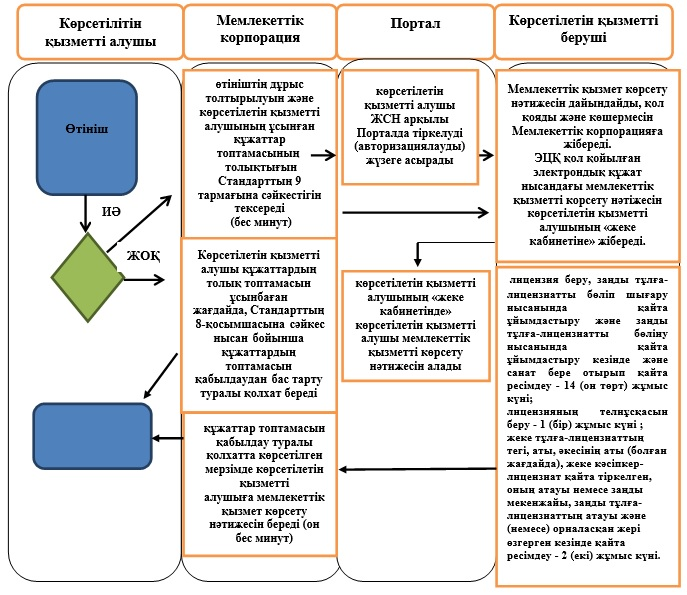 Көрсетілітін
қызметті алушы
Мемлекеттік
корпорация
Портал
Көрсетілетін қызметті
беруші
Өтініш
ИӘ
ЖОҚ
өтініштің дұрыс
толтырылуын және
көрсетілетін қызметті
алушының ұсынған
құжаттар
топтамасының
толықтығын
Стандарттың 9
тармағына сәйкестігін
тексереді
(бес минут)
Көрсетілетін қызметті
алушы құжаттардың
толық топтамасын
ұсынбаған
жағдайда, Стандарттың
8-қосымшасына сәйкес
нысан бойынша
құжаттардың
топтамасын
қабылдаудан бас тарту
туралы қолхат береді
құжаттар топтамасын
қабылдау туралы
қолхатта көрсетілген
мерзімде көрсетілетін
қызметті
алушыға мемлекеттік
қызмет көрсету
нәтижесін береді (он
бес минут)
көрсетілетін
қызметті алушы
ЖСН арқылы
Порталда тіркелуді
(авторизациялауды)
жүзеге асырады
көрсетілетін қызметті
алушының «жеке
кабинетінде»
көрсетілетін қызметті
алушы мемлекеттік
қызметті көрсету
нәтижесін алады
Мемлекеттік қызмет көрсету
нәтижесін дайындайды, қол
қояды және көшермесін
Мемлекеттік корпорацияға
жібереді.
ЭЦҚ қол қойылған
электрондық құжат
нысандағы мемлекеттік
қызметті көрсету нәтіжесін
көрсетілетін қызметті
алушының «жеке
кабинетіне» жібереді.
лицензия беру, заңды тұлға-
лицензиатты бөліп шығару
нысанында қайта
ұйымдастыру және заңды
тұлға-лицензиатты бөліну
нысанында қайта
ұйымдастыру кезінде және
санат бере отырып қайта
ресімдеу - 14 (он төрт) жұмыс
күні;
лицензияның телнұсқасын
беру - 1 (бір) жұмыс күні ;
жеке тұлға-лицензиаттың
тегі, аты, әкесінің аты (болған
жағдайда), жеке кәсіпкер-
лицензиат қайта тіркелген,
оның атауы немесе заңды
мекенжайы, заңды тұлға-
лицензиаттың атауы және
(немесе) орналасқан жері
өзгерген кезінде қайта
ресімдеу - 2 (екі) жұмыс күні.